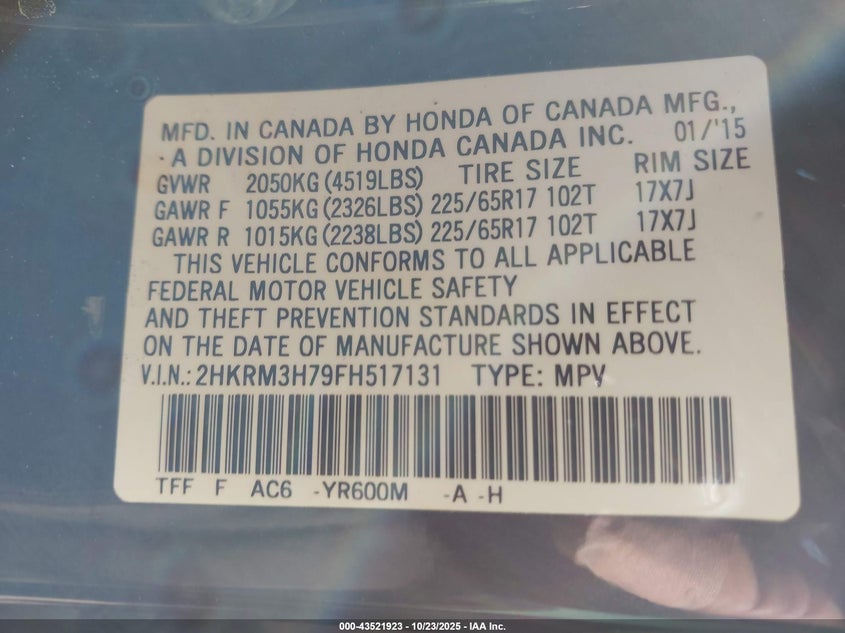 MFD. IN CANADA BY HONDA OF CANADA MFG.,
- A DIVISION OF HONDA CANADA INC. 01/'15
GVWR 2050KG(4519LBS) TIRE SIZE RIM SIZE
GAWR F 1055KG(2326LBS) 225/65R17 102T 17X7J
GAWR R 1015KG(2238LBS) 225/65R17 102T 17X7J
THIS VEHICLE CONFORMS TO ALL APPLICABLE
FEDERAL MOTOR VEHICLE SAFETY
AND THEFT PREVENTION STANDARDS IN EFFECT
ON THE DATE OF MANUFACTURE SHOWN ABOVE.
V.I.N.: 2HKRM3H79FH517131 TYPE: MPV
TFF F AC6 -YR600M -A -H
000-43521923 - 10/23/2025 - IAA Inc.